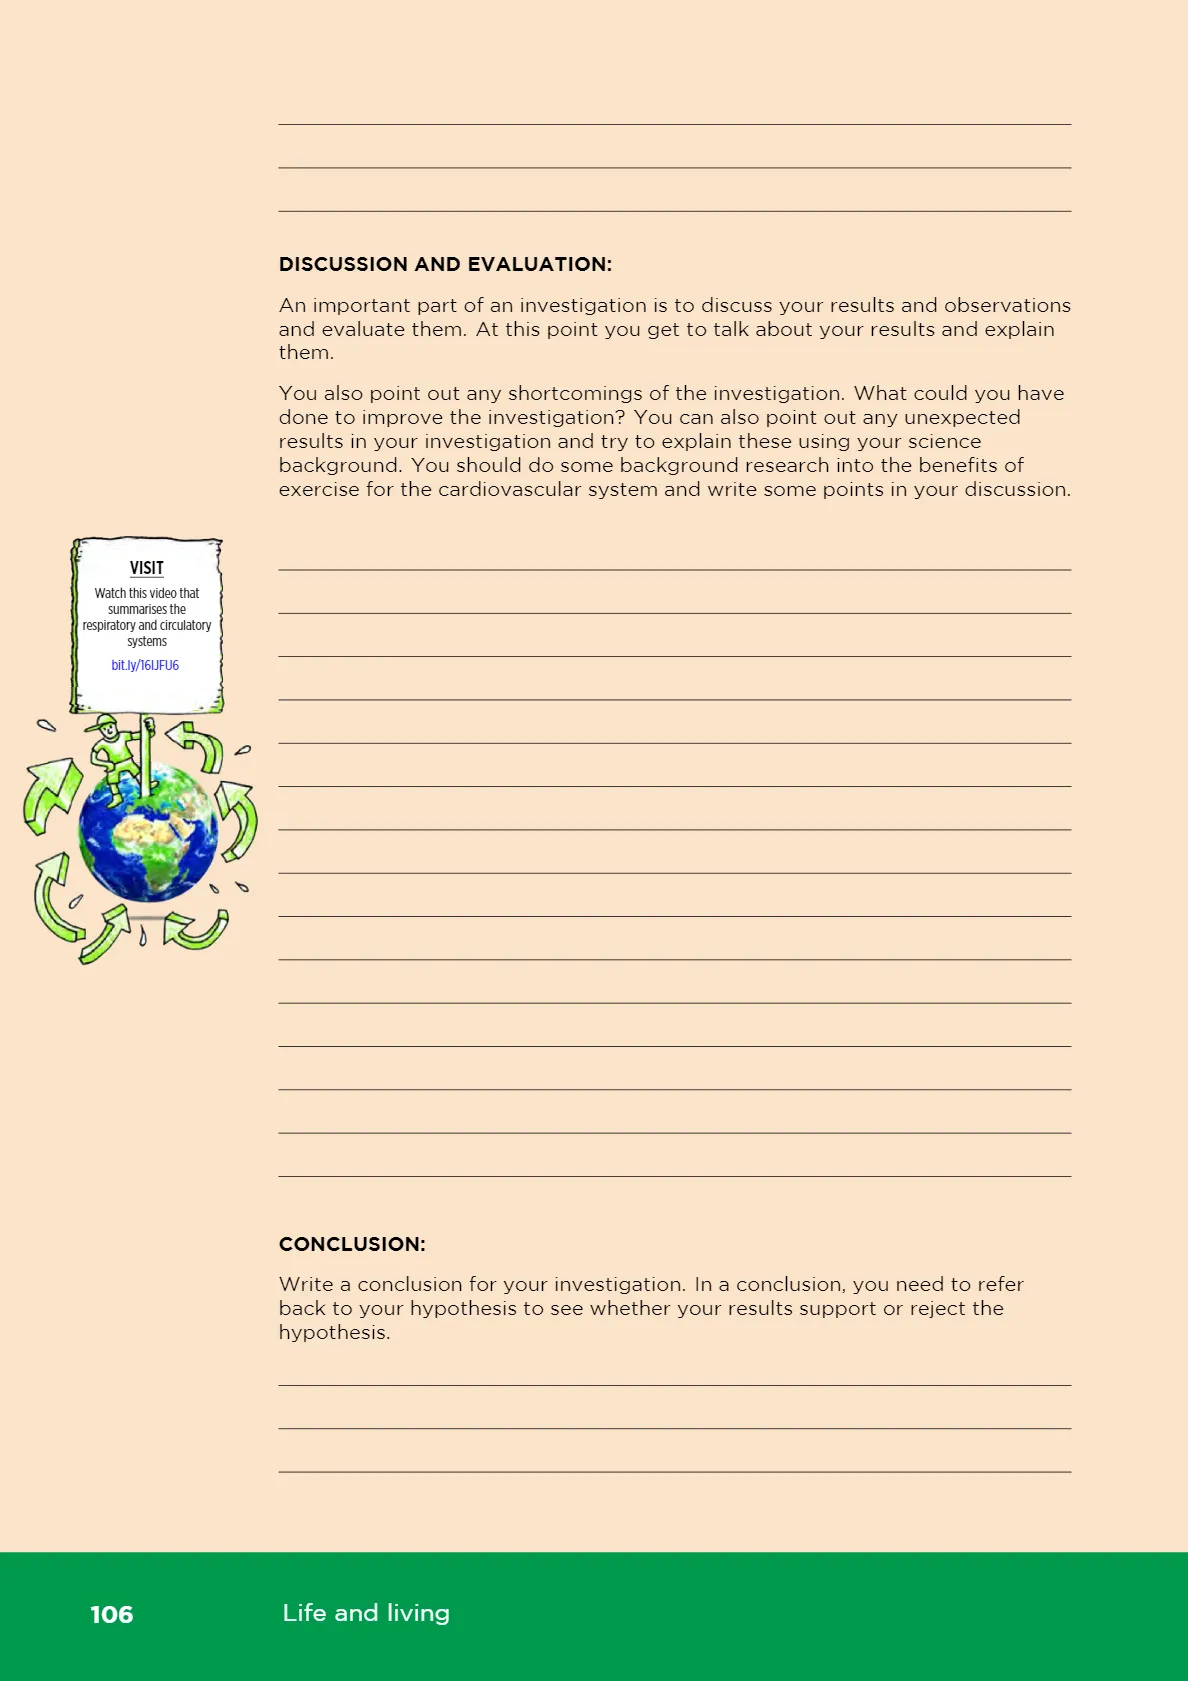 DISCUSSION AND EVALUATION:
An important part of an investigation is to discuss your results and observations
and evaluate them. At this point you get to talk about your results and explain
them.
You also point out any shortcomings of the investigation. What could you have
done to improve the investigation? You can also point out any unexpected
results in your investigation and try to explain these using your science
background. You should do some background research into the benefits of
exercise for the cardiovascular system and write some points in your discussion.
VISIT
Watch this video that
summarises the
respiratory and circulatory
systems
bit.ly/16IJFU6
CONCLUSION:
Write a conclusion for your investigation. In a conclusion, you need to refer
back to your hypothesis to see whether your results support or reject the
hypothesis.
106
Life and living